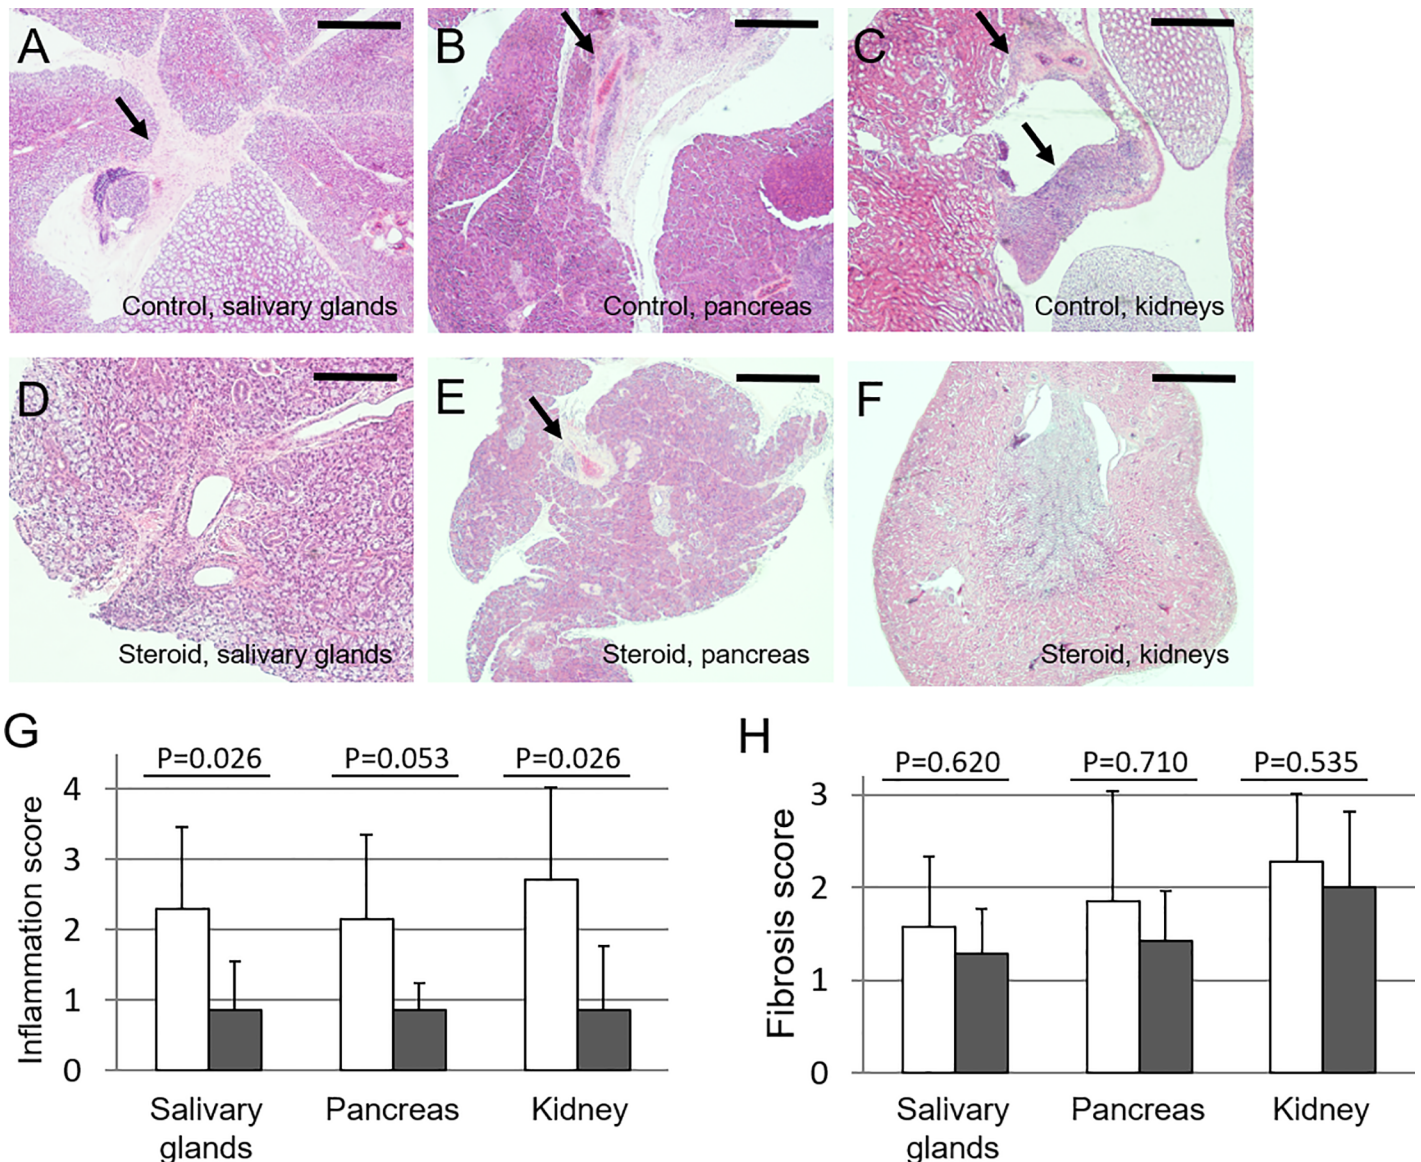 A
B
C
Control, salivary glands
Control, pancreas
Control, kidneys
D
E
F
Steroid, salivary glands
Steroid, pancreas
Steroid, kidneys
G
P=0.026
P=0.053
P=0.026
Inflammation score
4
3
2
1
0
Salivary
glands
Pancreas
Kidney
H
P=0.620
P=0.710
P=0.535
Fibrosis score
3
2
1
0
Salivary
glands
Pancreas
Kidney